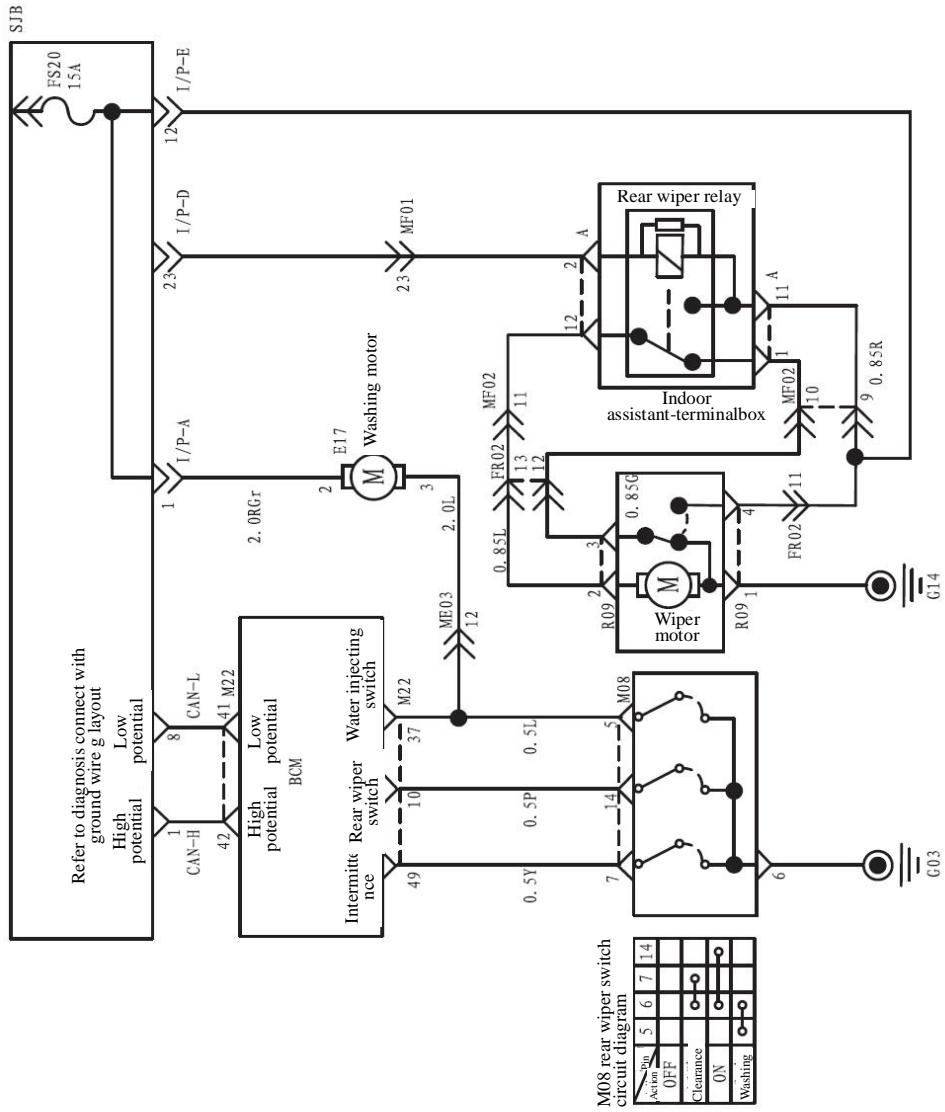 SJB
FS20
15A
I/P-E
12
I/P-D
23
I/P-A
1
MF01
23
Refer to diagnosis connect with
ground wire g layout
High
potential
Low
potential
1
8
CAN-H
CAN-L
42
41
M22
High
potential
Low
potential
BCM
Intermitte
nce
Rear wiper
switch
Water injecting
switch
49
10
37
M22
0.5Y
0.5P
0.5L
7
14
5
M08
6
G03
ME03
12
2.0RGr
2
E17
Washing motor
M
3
2.0L
A
2
12
Rear wiper relay
11
A
1
Indoor
assistant-terminalbox
MF02
11
FR02
13
12
0.85L
MF02
10
9
0.85R
2
3
R09
0.85G
M
Wiper
motor
R09
1
4
FR02
11
G14
M08 rear wiper switch
circuit diagram
Pin
Action
5
6
7
14
OFF
Clearance
ON
Washing